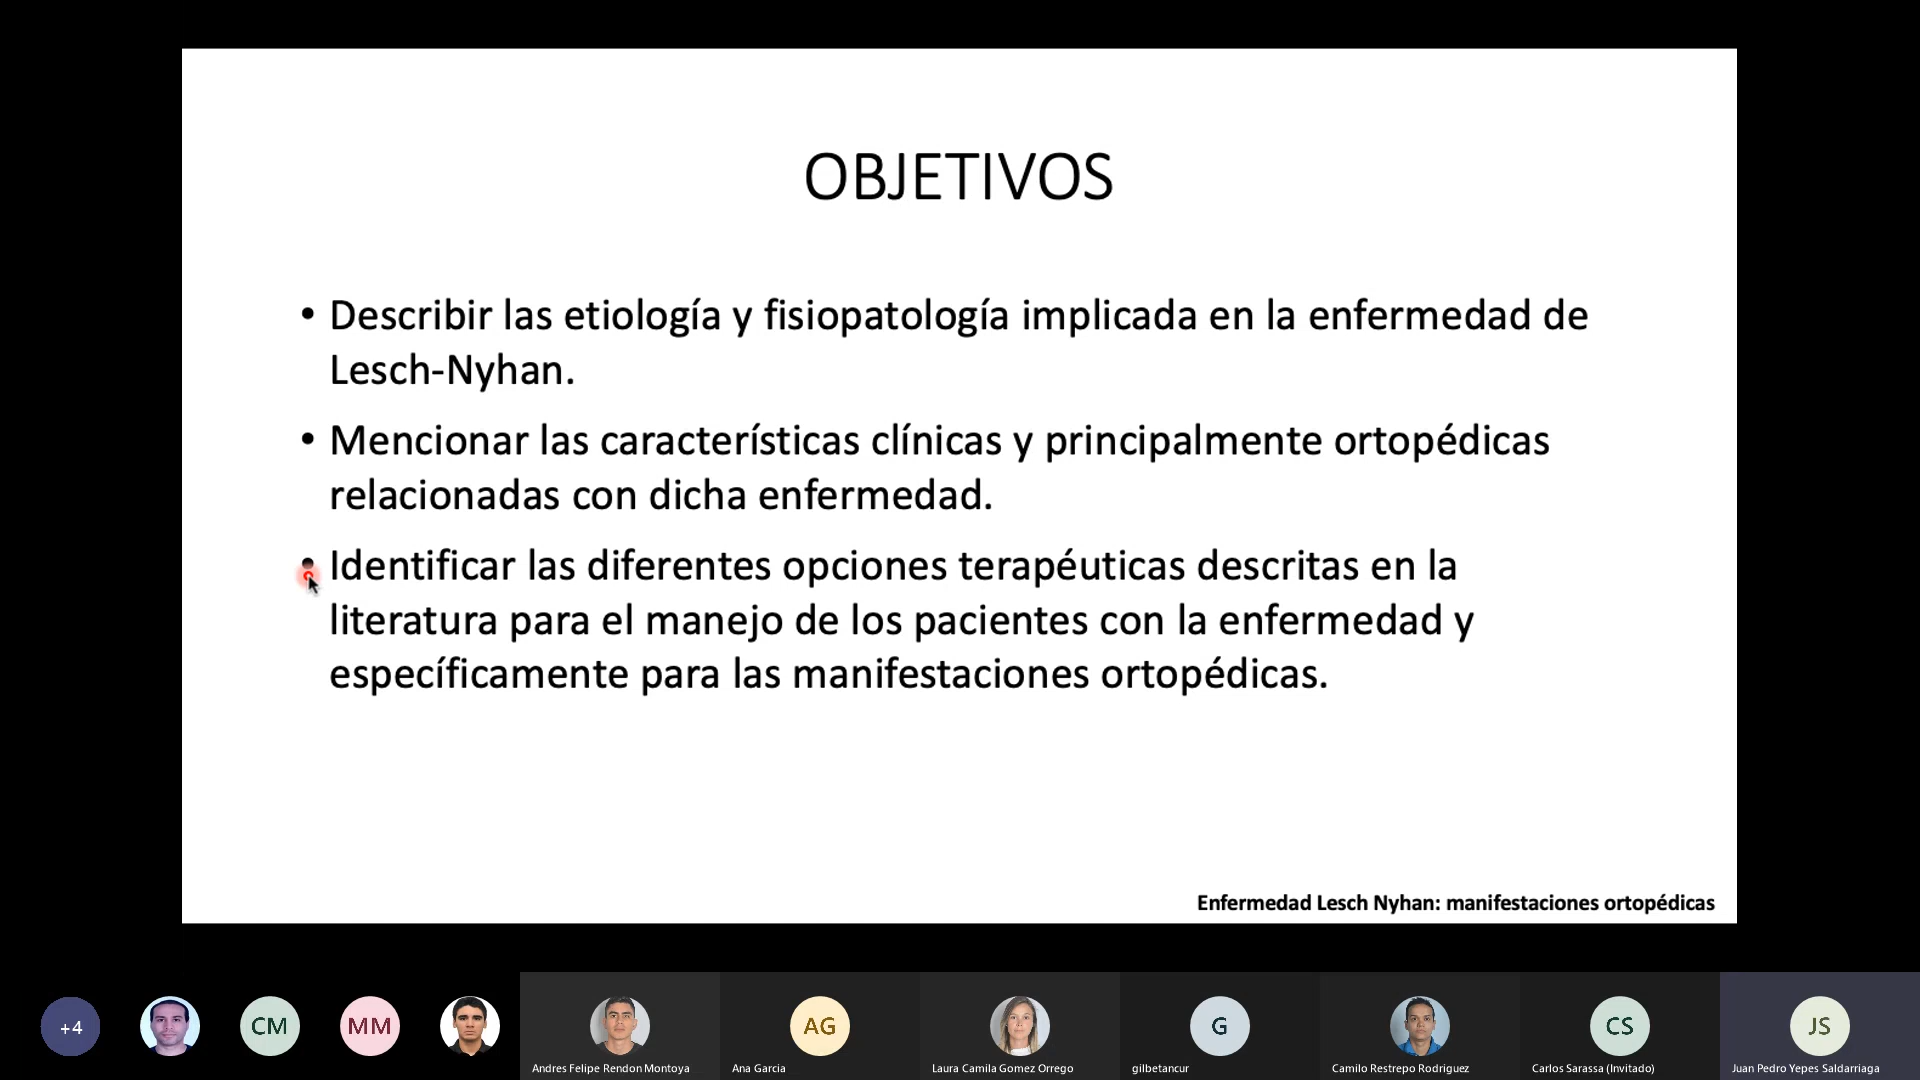 OBJETIVOS
• Describir las etiología y fisiopatología implicada en la enfermedad de
Lesch-Nyhan.
• Mencionar las características clínicas y principalmente ortopédicas
relacionadas con dicha enfermedad.
• Identificar las diferentes opciones terapéuticas descritas en la
literatura para el manejo de los pacientes con la enfermedad y
específicamente para las manifestaciones ortopédicas.
Enfermedad Lesch Nyhan: manifestaciones ortopédicas
+4
CM
MM
Andres Felipe Rendon Montoya
AG
Ana Garcia
Laura Camila Gomez Orrego
G
gilbetancur
Camilo Restrepo Rodriguez
CS
Carlos Sarassa (Invitado)
JS
Juan Pedro Yepes Saldarriaga